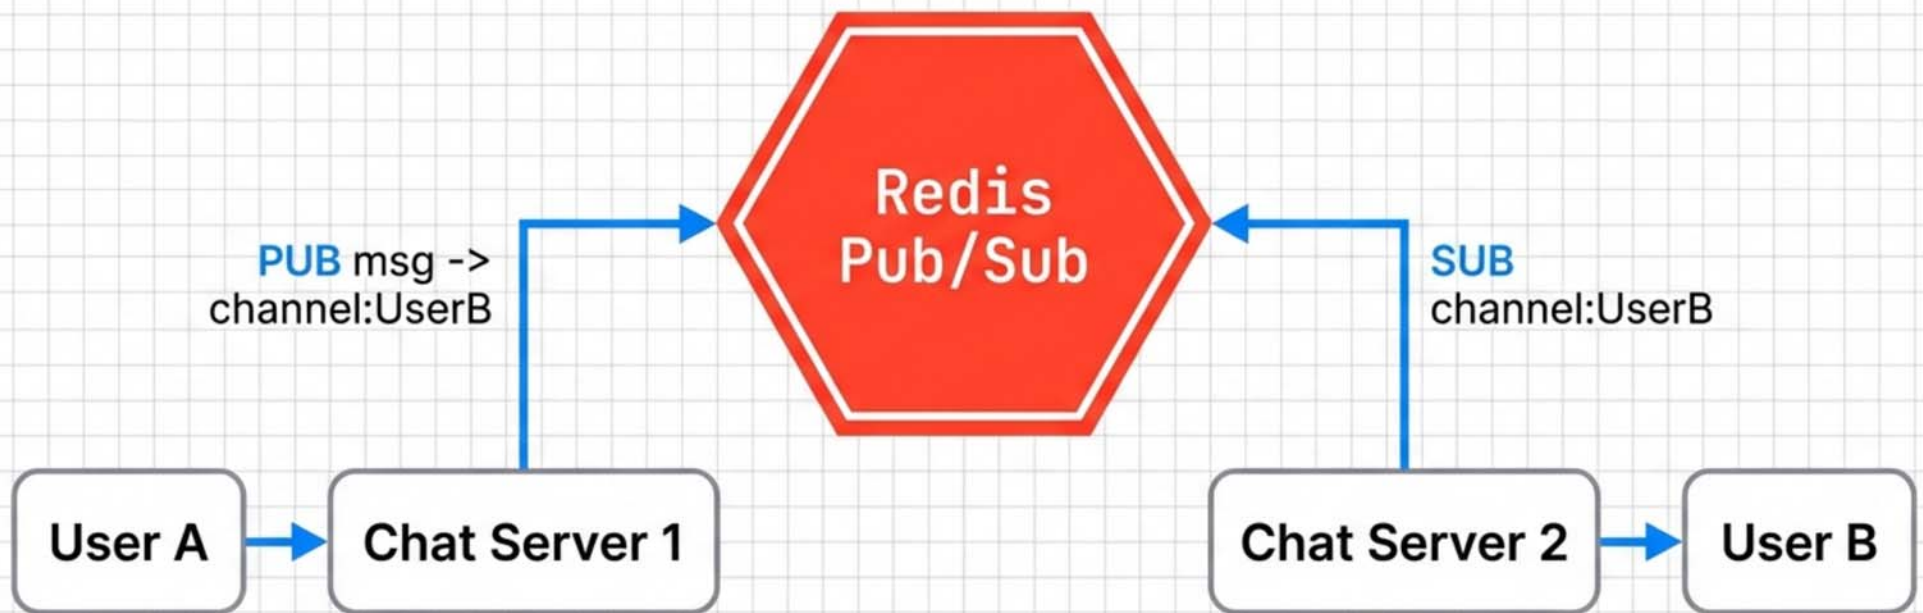 Redis
Pub/Sub
PUB msg ->
channel:UserB
SUB
channel:UserB
User A
Chat Server 1
Chat Server 2
User B